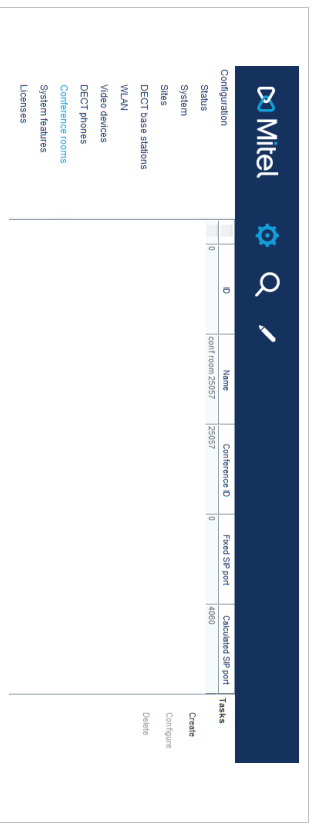 Mitel
Configuration
Status
System
Sites
DECT base stations
WLAN
Video devices
DECT phones
Conference rooms
System features
Licenses
ID Name Conference ID Fixed SIP port Calculated SIP port
0 conf room 25057 25057 0 4060
Tasks
Create
Configure
Delete